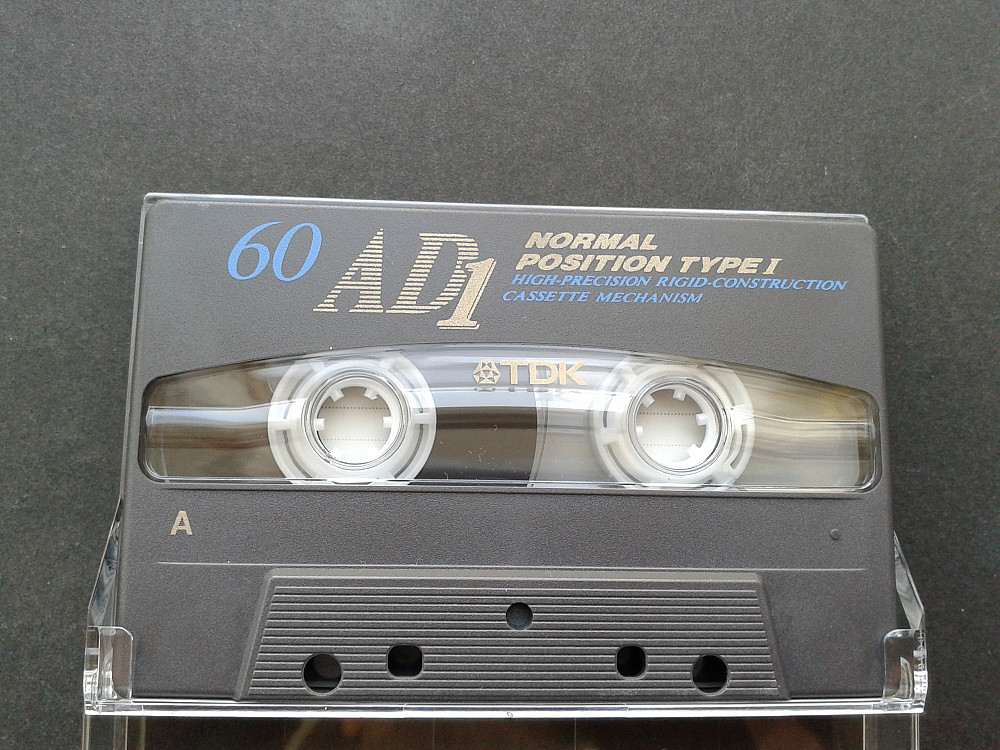 60 AD1
NORMAL
POSITION TYPE I
HIGH-PRECISION RIGID-CONSTRUCTION
CASSETTE MECHANISM
TDK
A